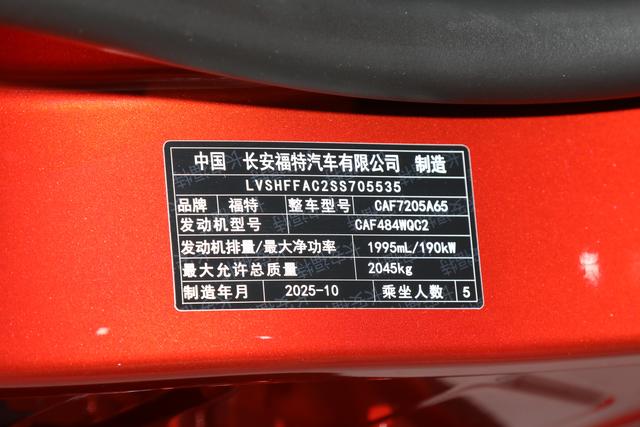 中国 长安福特汽车有限公司 制造
LVSHFFAC2SS705535
品牌 福特 整车型号 CAF7205A65
发动机型号 CAF484WQC2
发动机排量/最大净功率 1995mL/190kW
最大允许总质量 2045kg
制造年月 2025-10 乘坐人数 5